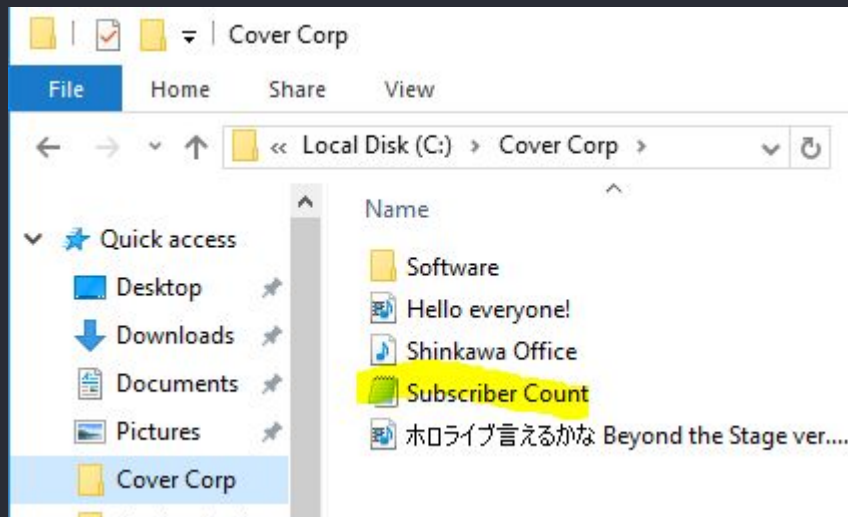 Cover Corp
File Home Share View
« Local Disk (C:) › Cover Corp ›
Name
Quick access
Desktop
Downloads
Documents
Pictures
Cover Corp
Software
Hello everyone!
Shinkawa Office
Subscriber Count
ホロライブ言えるかな Beyond the Stage ver....